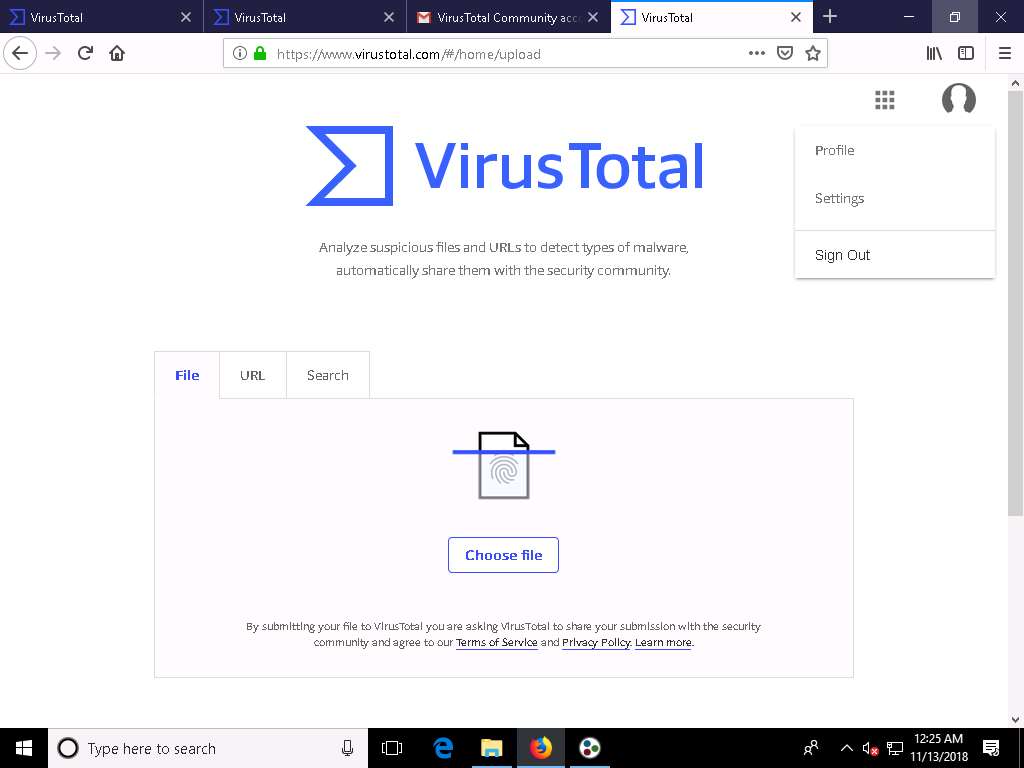 VirusTotal
VirusTotal
VirusTotal Community acc
VirusTotal
https://www.virustotal.com/#/home/upload
VirusTotal
Profile
Settings
Sign Out
Analyze suspicious files and URLs to detect types of malware,
automatically share them with the security community.
File
URL
Search
Choose file
By submitting your file to VirusTotal you are asking VirusTotal to share your submission with the security
community and agree to our Terms of Service and Privacy Policy. Learn more.
Type here to search
12:25 AM
11/13/2018